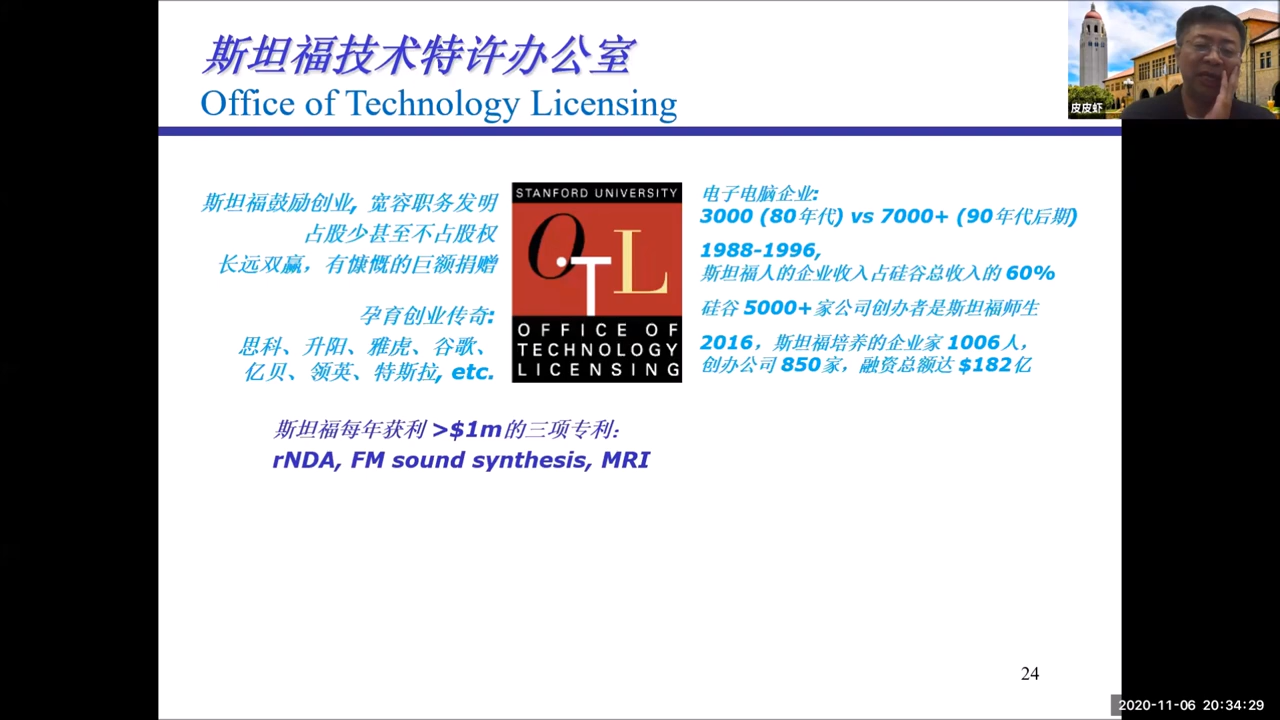 斯坦福技术特许办公室
Office of Technology Licensing
皮皮虾
斯坦福鼓励创业, 宽容职务发明
占股少甚至不占股权
长远双赢，有慷慨的巨额捐赠
孕育创业传奇:
思科、升阳、雅虎、谷歌、
亿贝、领英、特斯拉, etc.
STANFORD UNIVERSITY
OTL
OFFICE OF
TECHNOLOGY
LICENSING
电子电脑企业:
3000 (80年代) vs 7000+ (90年代后期)
1988-1996,
斯坦福人的企业收入占硅谷总收入的 60%
硅谷 5000+家公司创办者是斯坦福师生
2016，斯坦福培养的企业家 1006人，
创办公司 850家，融资总额达 $182亿
斯坦福每年获利 >$1m的三项专利：
rNDA, FM sound synthesis, MRI
24
2020-11-06 20:34:29